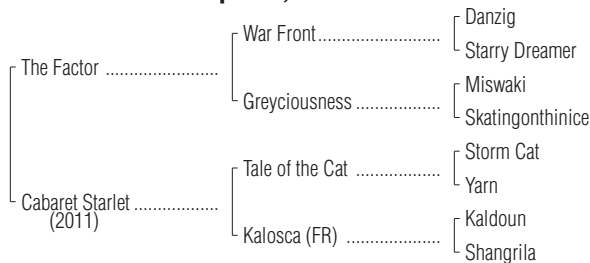 Danzig
War Front
Starry Dreamer
The Factor
Miswaki
Greyciousness
Skatingonthinice
Storm Cat
Tale of the Cat
Yarn
Cabaret Starlet
(2011)
Kaldoun
Kalosca (FR)
Shangrila